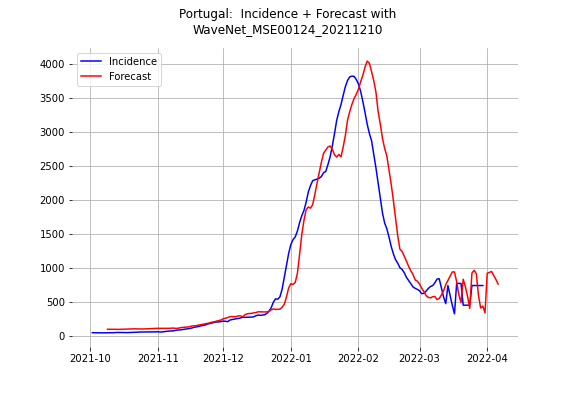 Portugal:  Incidence + Forecast with
WaveNet_MSE00124_20211210
Incidence
Forecast
4000
3500
3000
2500
2000
1500
1000
500
0
2021-10 2021-11 2021-12 2022-01 2022-02 2022-03 2022-04